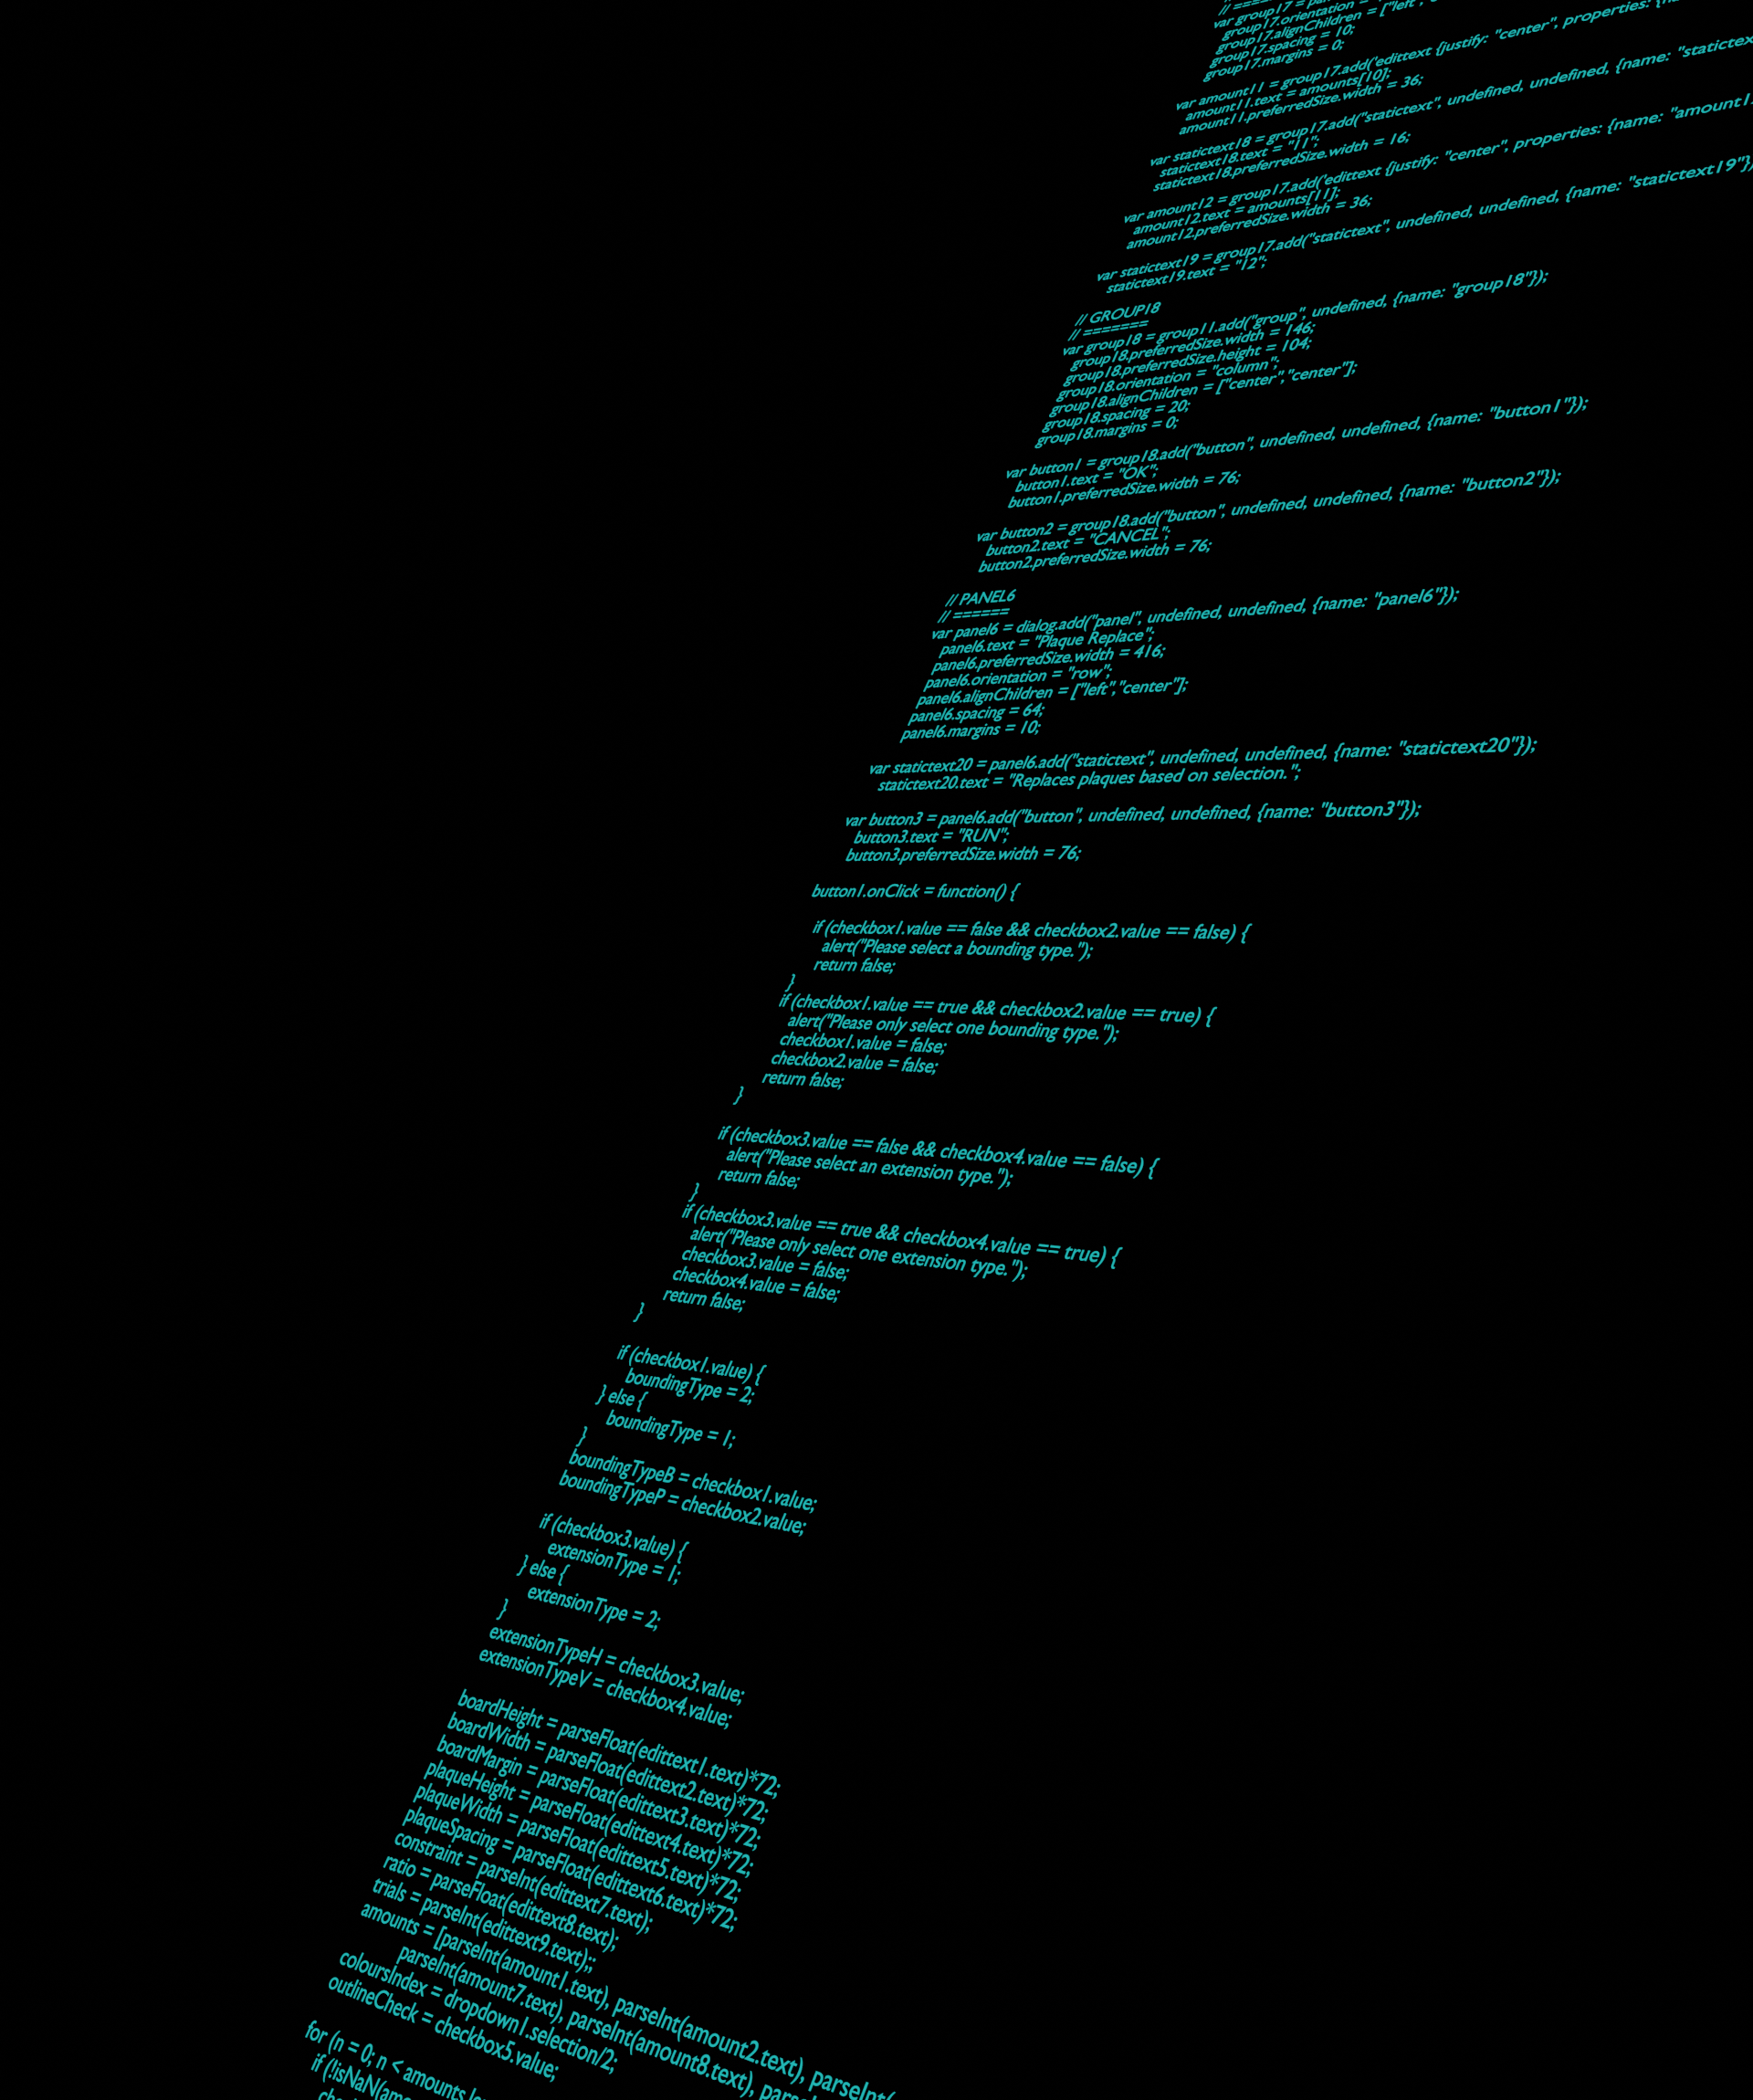 // =====
var group17 =
group17.orientation =
group17.alignChildren = ["left",
group17.spacing = 10;
group17.margins = 0;
var amount11 = group17.add('edittext {justify: "center", properties:
amount11.text = amounts[10];
amount11.preferredSize.width = 36;
var statictext18 = group17.add("statictext", undefined, undefined, {name:
statictext18.text = "11";
statictext18.preferredSize.width = 16;
var amount12 = group17.add('edittext {justify: "center", properties: {name:
amount12.text = amounts[11];
amount12.preferredSize.width = 36;
var statictext19 = group17.add("statictext", undefined, undefined, {name: "statictext19"})
statictext19.text = "12";
// GROUP18
// =======
var group18 = group11.add("group", undefined, {name: "group18"});
group18.preferredSize.width = 146;
group18.preferredSize.height = 104;
group18.orientation = "column";
group18.alignChildren = ["center","center"];
group18.spacing = 20;
group18.margins = 0;
var button1 = group18.add("button", undefined, undefined, {name: "button1"});
button1.text = "OK";
button1.preferredSize.width = 76;
var button2 = group18.add("button", undefined, undefined, {name: "button2"});
button2.text = "CANCEL";
button2.preferredSize.width = 76;
// PANEL6
// ======
var panel6 = dialog.add("panel", undefined, undefined, {name: "panel6"});
panel6.text = "Plaque Replace";
panel6.preferredSize.width = 416;
panel6.orientation = "row";
panel6.alignChildren = ["left","center"];
panel6.spacing = 64;
panel6.margins = 10;
var statictext20 = panel6.add("statictext", undefined, undefined, {name: "statictext20"});
statictext20.text = "Replaces plaques based on selection.";
var button3 = panel6.add("button", undefined, undefined, {name: "button3"});
button3.text = "RUN";
button3.preferredSize.width = 76;
button1.onClick = function() {
if (checkbox1.value == false && checkbox2.value == false) {
alert("Please select a bounding type.");
return false;
}
if (checkbox1.value == true && checkbox2.value == true) {
alert("Please only select one bounding type.");
checkbox1.value = false;
checkbox2.value = false;
return false;
}
if (checkbox3.value == false && checkbox4.value == false) {
alert("Please select an extension type.");
return false;
}
if (checkbox3.value == true && checkbox4.value == true) {
alert("Please only select one extension type.");
checkbox3.value = false;
checkbox4.value = false;
return false;
}
if (checkbox1.value) {
boundingType = 2;
} else {
boundingType = 1;
}
boundingTypeB = checkbox1.value;
boundingTypeP = checkbox2.value;
if (checkbox3.value) {
extensionType = 1;
} else {
extensionType = 2;
}
extensionTypeH = checkbox3.value;
extensionTypeV = checkbox4.value;
boardHeight = parseFloat(edittext1.text)*72;
boardWidth = parseFloat(edittext2.text)*72;
boardMargin = parseFloat(edittext3.text)*72;
plaqueHeight = parseFloat(edittext4.text)*72;
plaqueWidth = parseFloat(edittext5.text)*72;
plaqueSpacing = parseFloat(edittext6.text)*72;
constraint = parseInt(edittext7.text);
ratio = parseFloat(edittext8.text);
trials = parseInt(edittext9.text);;
amounts = [parseInt(amount1.text), parseInt(amount2.text), parseInt(
parseInt(amount7.text), parseInt(amount8.text),
coloursIndex = dropdown1.selection/2;
outlineCheck = checkbox5.value;
for (n = 0; n < amounts
if (!isNaN(